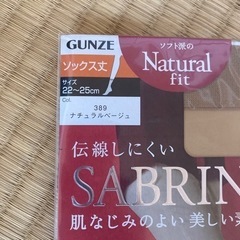 GUNZE
ソックス丈
サイズ
22~25cm
Col.
389
ナチュラルベージュ
ソフト派の
Natural
fit
伝線しにくい
SABRIN
肌なじみのよい 美しい